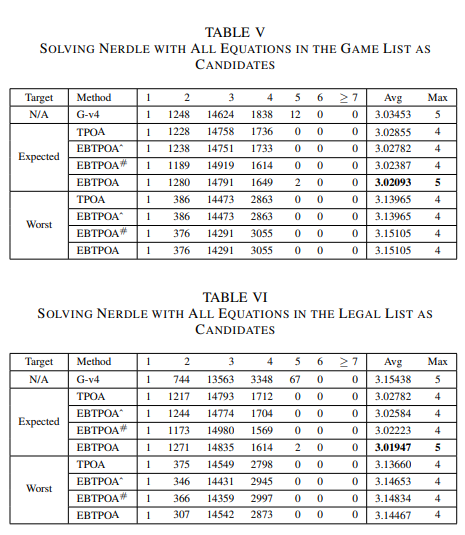 TABLE V
SOLVING NERDLE WITH ALL EQUATIONS IN THE GAME LIST AS
CANDIDATES
Target Method 1 2 3 4 5 6 ≥ 7 Avg Max
N/A G-v4 1 1248 14624 1838 12 0 0 3.03453 5
Expected TPOA 1 1228 14758 1736 0 0 0 3.02855 4
EBTPOA^ 1 1238 14751 1733 0 0 0 3.02782 4
EBTPOA# 1 1189 14919 1614 0 0 0 3.02387 4
EBTPOA 1 1280 14791 1649 2 0 0 3.02093 5
Worst TPOA 1 386 14473 2863 0 0 0 3.13965 4
EBTPOA^ 1 386 14473 2863 0 0 0 3.13965 4
EBTPOA# 1 376 14291 3055 0 0 0 3.15105 4
EBTPOA 1 376 14291 3055 0 0 0 3.15105 4
TABLE VI
SOLVING NERDLE WITH ALL EQUATIONS IN THE LEGAL LIST AS
CANDIDATES
Target Method 1 2 3 4 5 6 ≥ 7 Avg Max
N/A G-v4 1 744 13563 3348 67 0 0 3.15438 5
Expected TPOA 1 1217 14793 1712 0 0 0 3.02782 4
EBTPOA^ 1 1244 14774 1704 0 0 0 3.02584 4
EBTPOA# 1 1173 14980 1569 0 0 0 3.02223 4
EBTPOA 1 1271 14835 1614 2 0 0 3.01947 5
Worst TPOA 1 375 14549 2798 0 0 0 3.13660 4
EBTPOA^ 1 346 14431 2945 0 0 0 3.14653 4
EBTPOA# 1 366 14359 2997 0 0 0 3.14834 4
EBTPOA 1 307 14542 2873 0 0 0 3.14467 4